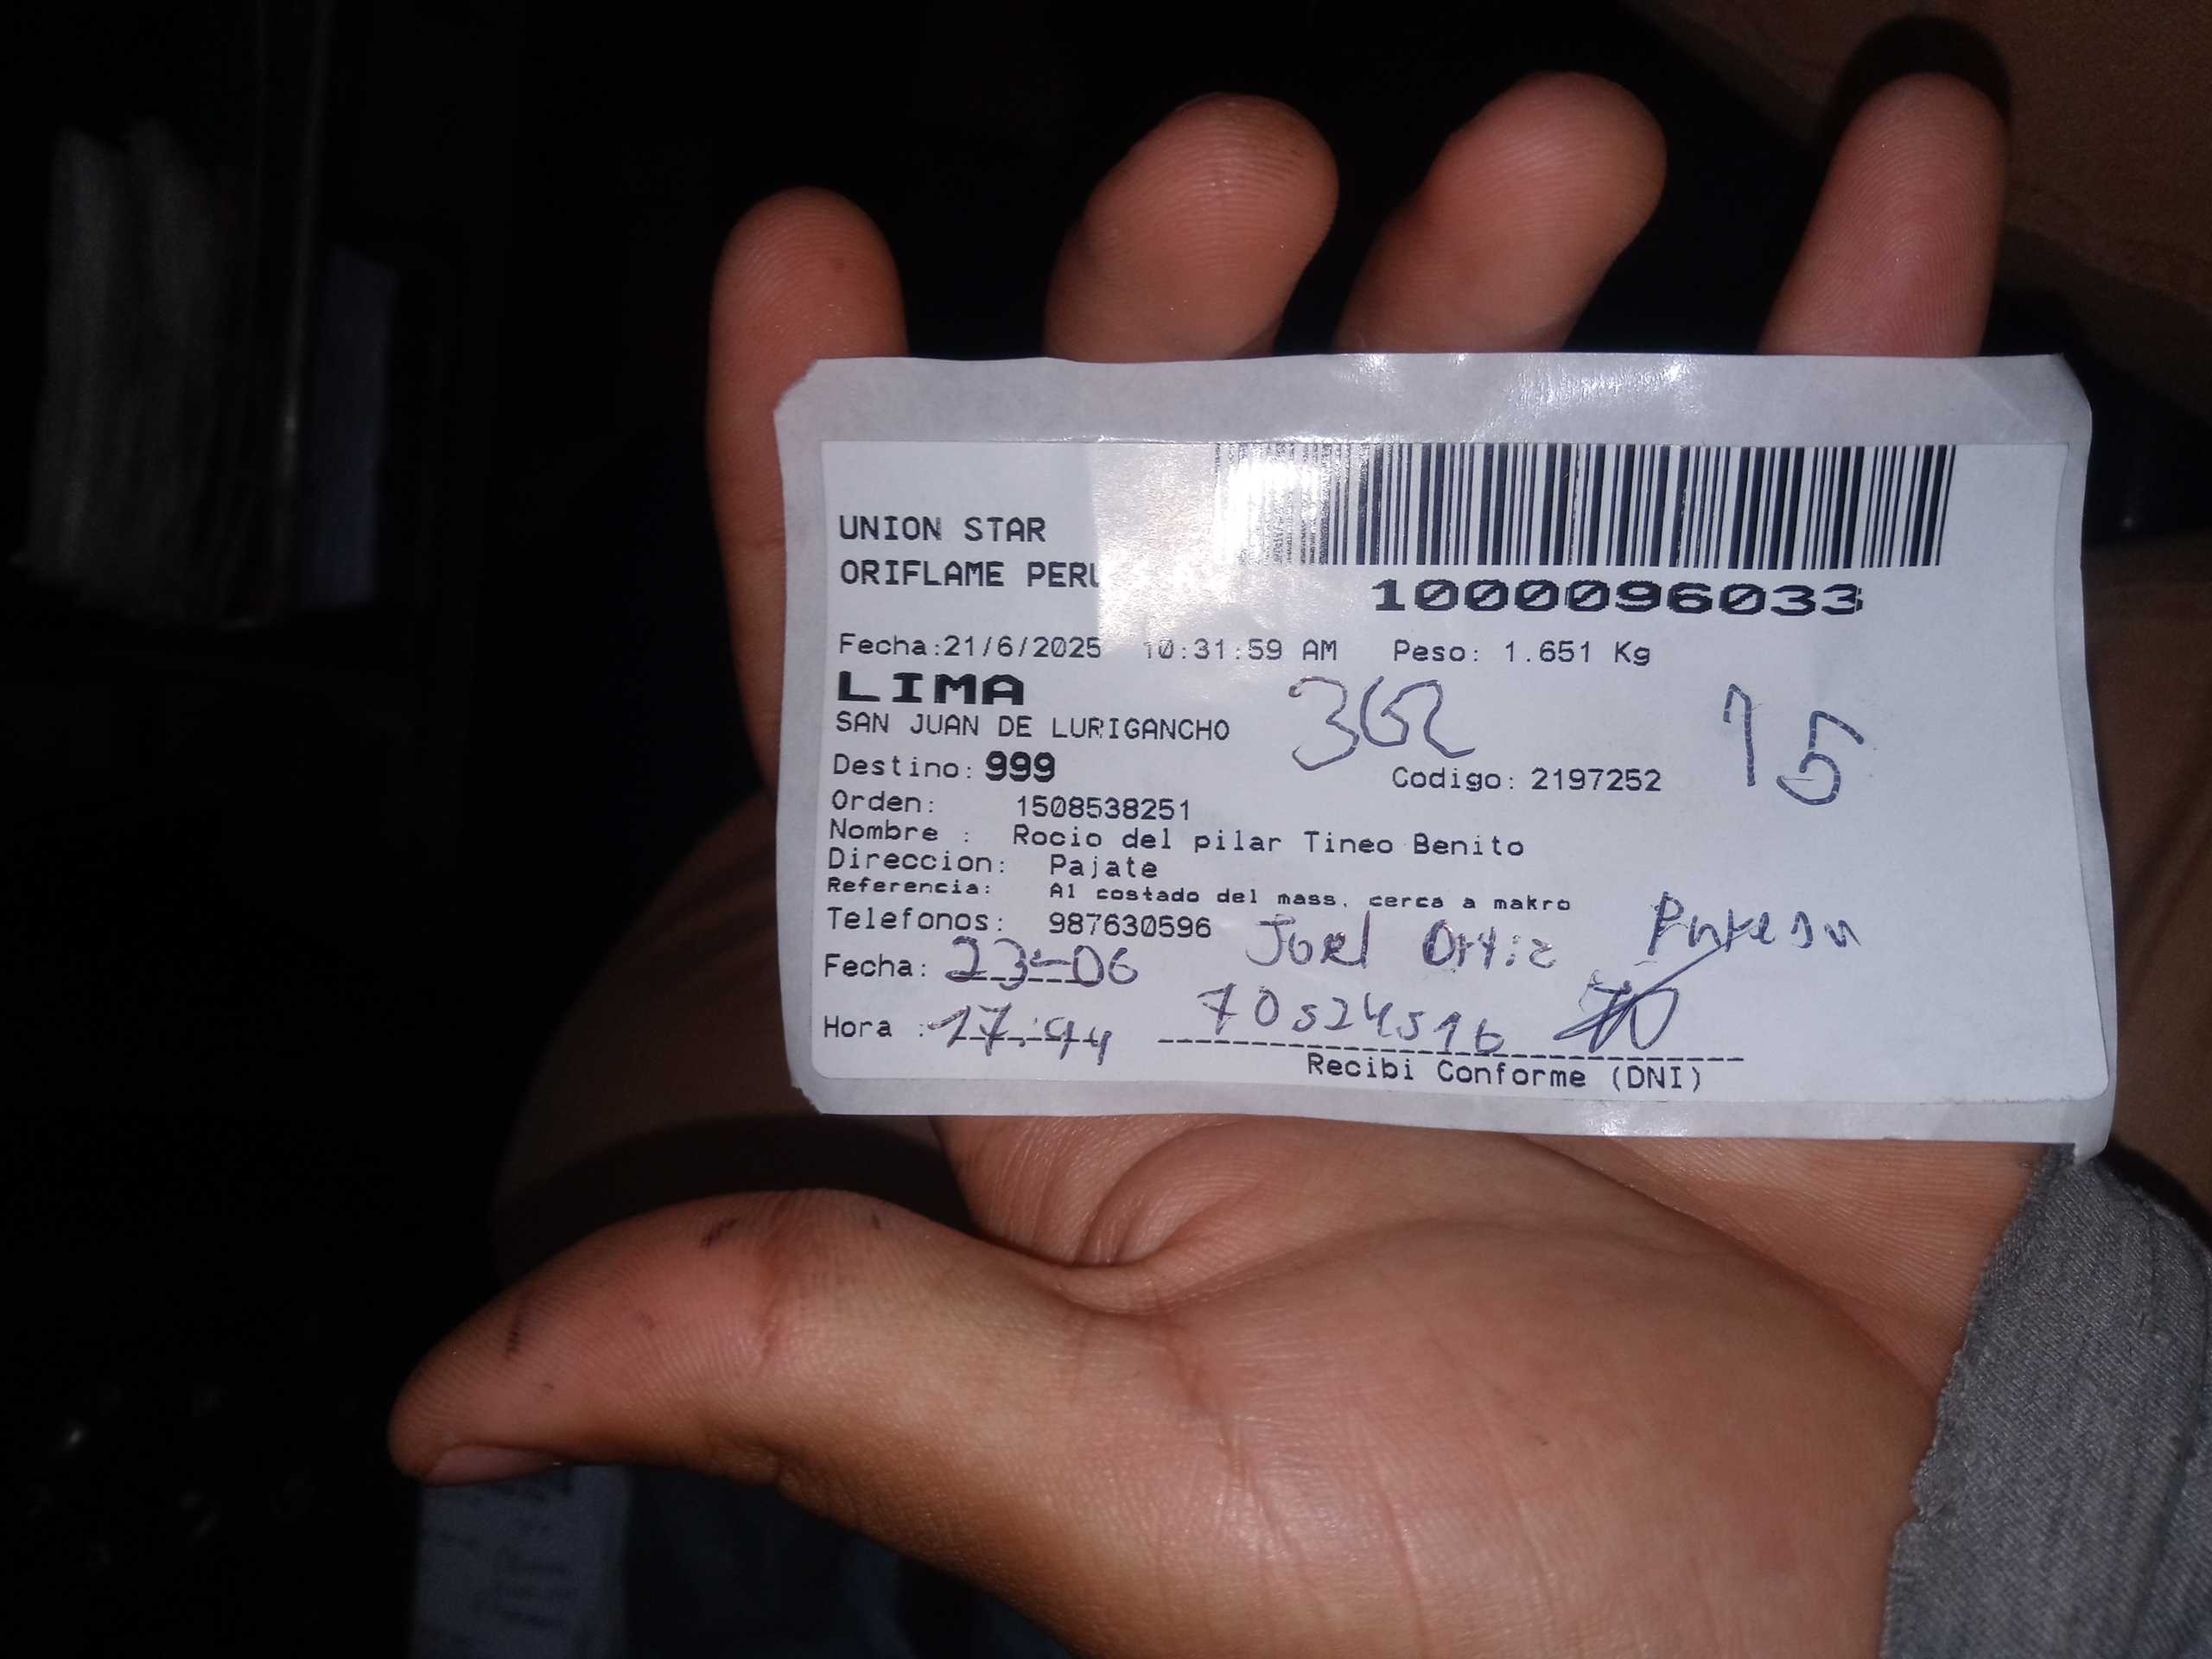 UNION STAR
ORIFLAME PERU
1000096033
Fecha:21/6/2025 10:31:59 AM Peso: 1.651 Kg
LIMA
SAN JUAN DE LURIGANCHO 362 15
Destino: 999 Codigo: 2197252
Orden: 1508538251
Nombre : Rocio del pilar Tineo Benito
Direccion: Pajate
Referencia: Al costado del mass. cerca a makro
Telefonos: 987630596 Joel Ortiz
Fecha: 23-06
Hora : 17:44 70524516
Recibi Conforme (DNI)